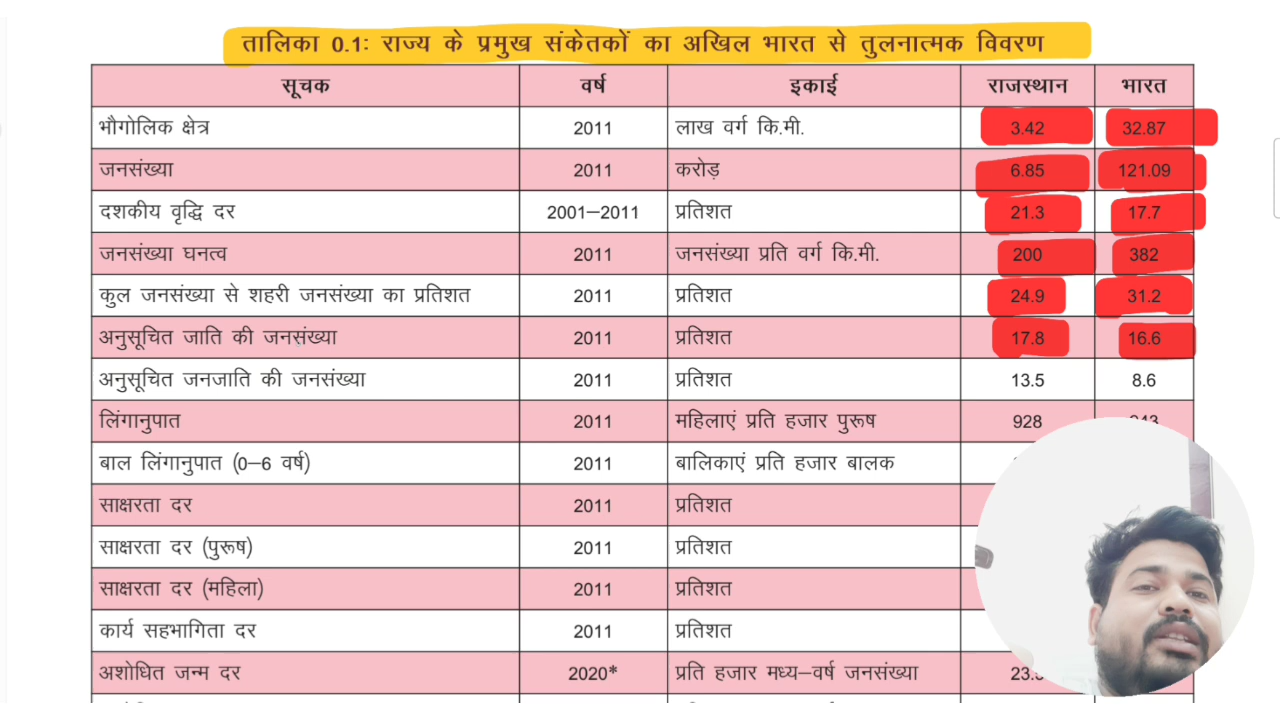 तालिका 0.1: राज्य के प्रमुख संकेतकों का अखिल भारत से तुलनात्मक विवरण
सूचक वर्ष इकाई राजस्थान भारत
भौगोलिक क्षेत्र 2011 लाख वर्ग कि.मी. 3.42 32.87
जनसंख्या 2011 करोड़ 6.85 121.09
दशकीय वृद्धि दर 2001–2011 प्रतिशत 21.3 17.7
जनसंख्या घनत्व 2011 जनसंख्या प्रति वर्ग कि.मी. 200 382
कुल जनसंख्या से शहरी जनसंख्या का प्रतिशत 2011 प्रतिशत 24.9 31.2
अनुसूचित जाति की जनसंख्या 2011 प्रतिशत 17.8 16.6
अनुसूचित जनजाति की जनसंख्या 2011 प्रतिशत 13.5 8.6
लिंगानुपात 2011 महिलाएं प्रति हजार पुरूष 928
बाल लिंगानुपात (0–6 वर्ष) 2011 बालिकाएं प्रति हजार बालक
साक्षरता दर 2011 प्रतिशत
साक्षरता दर (पुरूष) 2011 प्रतिशत
साक्षरता दर (महिला) 2011 प्रतिशत
कार्य सहभागिता दर 2011 प्रतिशत
अशोधित जन्म दर 2020* प्रति हजार मध्य–वर्ष जनसंख्या